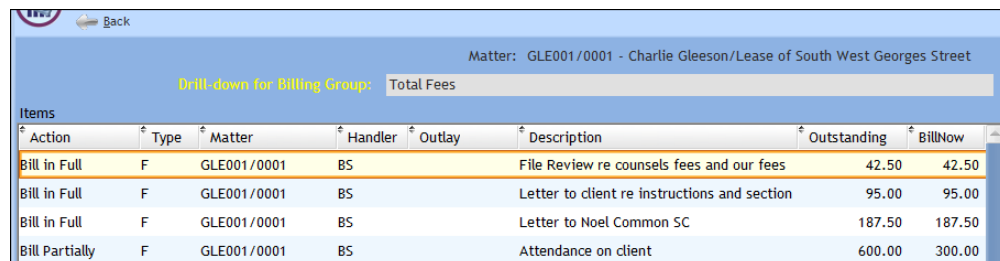 Back
Matter: GLE001/0001 - Charlie Gleeson/Lease of South West Georges Street
Drill-down for Billing Group: Total Fees
Items
Action Type Matter Handler Outlay Description Outstanding BillNow
Bill in Full F GLE001/0001 BS File Review re counsels fees and our fees 42.50 42.50
Bill in Full F GLE001/0001 BS Letter to client re instructions and section 95.00 95.00
Bill in Full F GLE001/0001 BS Letter to Noel Common SC 187.50 187.50
Bill Partially F GLE001/0001 BS Attendance on client 600.00 300.00